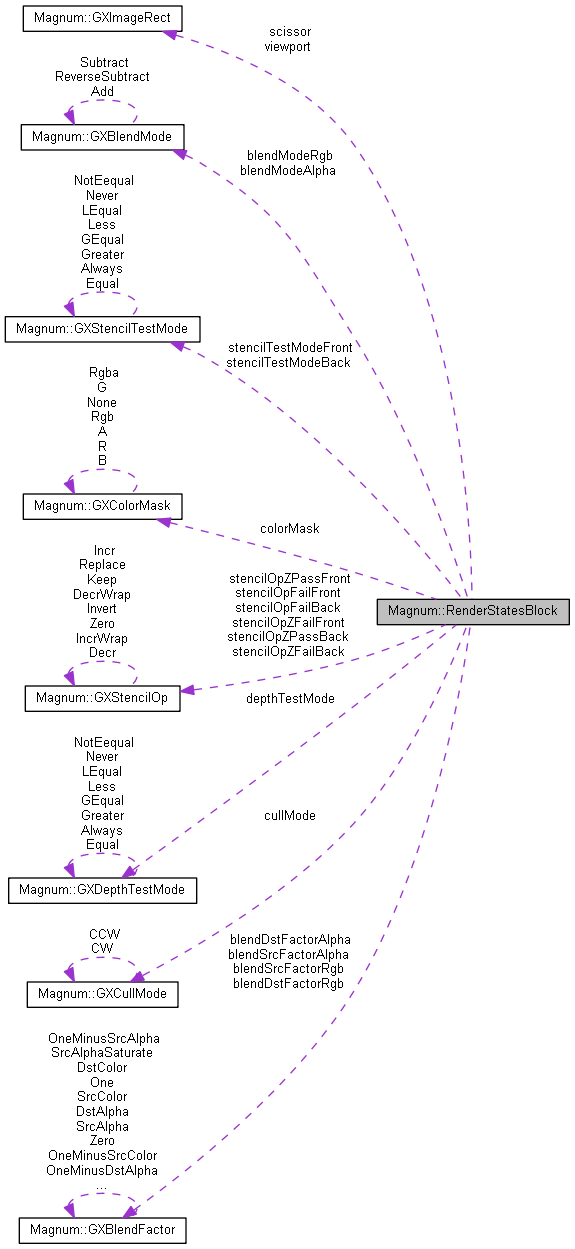 Magnum::GXImageRect
scissor
viewport
Subtract
ReverseSubtract
Add
Magnum::GXBlendMode
blendModeRgb
blendModeAlpha
NotEequal
Never
LEqual
Less
GEqual
Greater
Always
Equal
Magnum::GXStencilTestMode
stencilTestModeFront
stencilTestModeBack
Rgba
G
None
Rgb
A
R
B
Magnum::GXColorMask
colorMask
Incr
Replace
Keep
DecrWrap
Invert
Zero
IncrWrap
Decr
Magnum::GXStencilOp
stencilOpZPassFront
stencilOpFailFront
stencilOpFailBack
stencilOpZFailFront
stencilOpZPassBack
stencilOpZFailBack
Magnum::RenderStatesBlock
depthTestMode
NotEequal
Never
LEqual
Less
GEqual
Greater
Always
Equal
Magnum::GXDepthTestMode
cullMode
CCW
CW
Magnum::GXCullMode
blendDstFactorAlpha
blendSrcFactorAlpha
blendSrcFactorRgb
blendDstFactorRgb
OneMinusSrcAlpha
SrcAlphaSaturate
DstColor
One
SrcColor
DstAlpha
SrcAlpha
Zero
OneMinusSrcColor
OneMinusDstAlpha
...
Magnum::GXBlendFactor